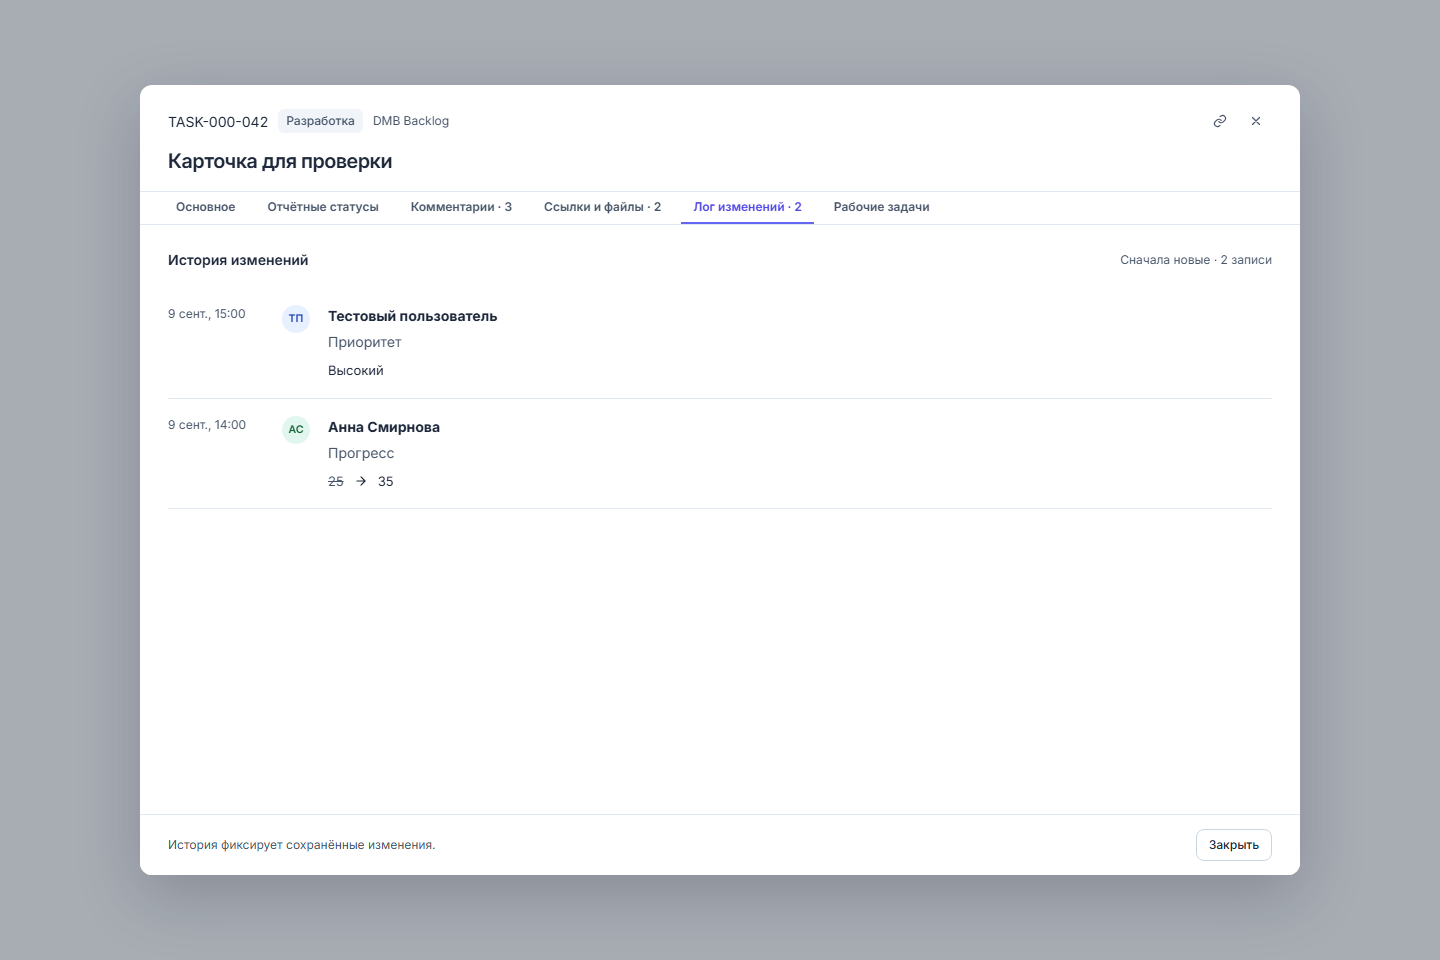 TASK-000-042 Разработка DMB Backlog
Карточка для проверки
Основное Отчётные статусы Комментарии · 3 Ссылки и файлы · 2 Лог изменений · 2 Рабочие задачи
История изменений Сначала новые · 2 записи
9 сент., 15:00 ТП Тестовый пользователь
Приоритет
Высокий
9 сент., 14:00 АС Анна Смирнова
Прогресс
25 → 35
История фиксирует сохранённые изменения. Закрыть